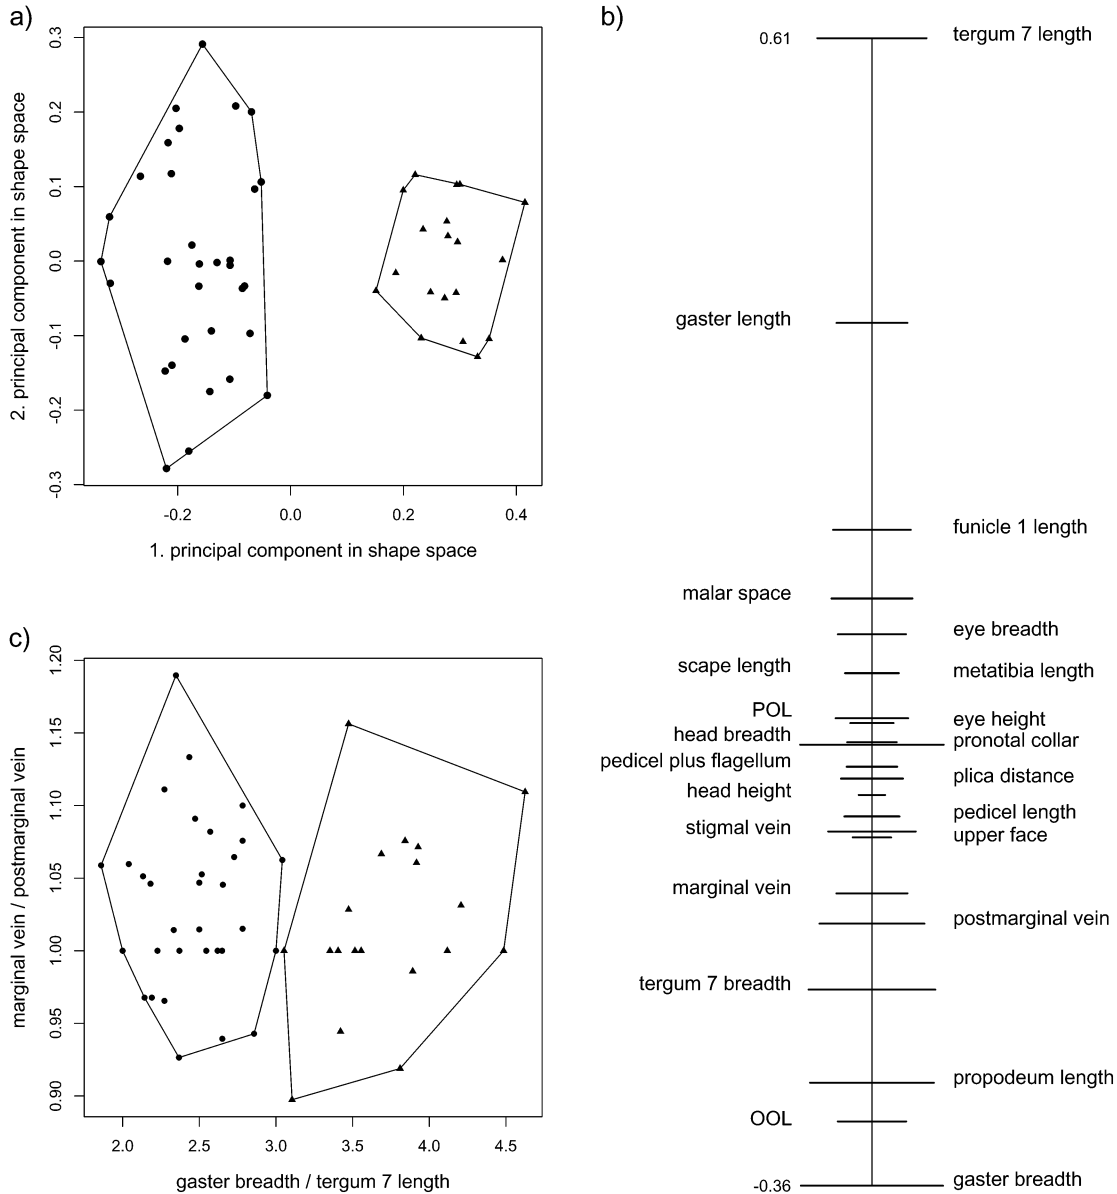 a)
2. principal component in shape space
0.3
0.2
0.1
0.0
-0.1
-0.2
-0.3
-0.2 0.0 0.2 0.4
1. principal component in shape space
b)
0.61
tergum 7 length
gaster length
funicle 1 length
malar space
eye breadth
scape length
metatibia length
POL
eye height
head breadth
pronotal collar
pedicel plus flagellum
plica distance
head height
pedicel length
stigmal vein
upper face
marginal vein
postmarginal vein
tergum 7 breadth
propodeum length
OOL
gaster breadth
-0.36
c)
marginal vein / postmarginal vein
1.20
1.15
1.10
1.05
1.00
0.95
0.90
2.0 2.5 3.0 3.5 4.0 4.5
gaster breadth / tergum 7 length